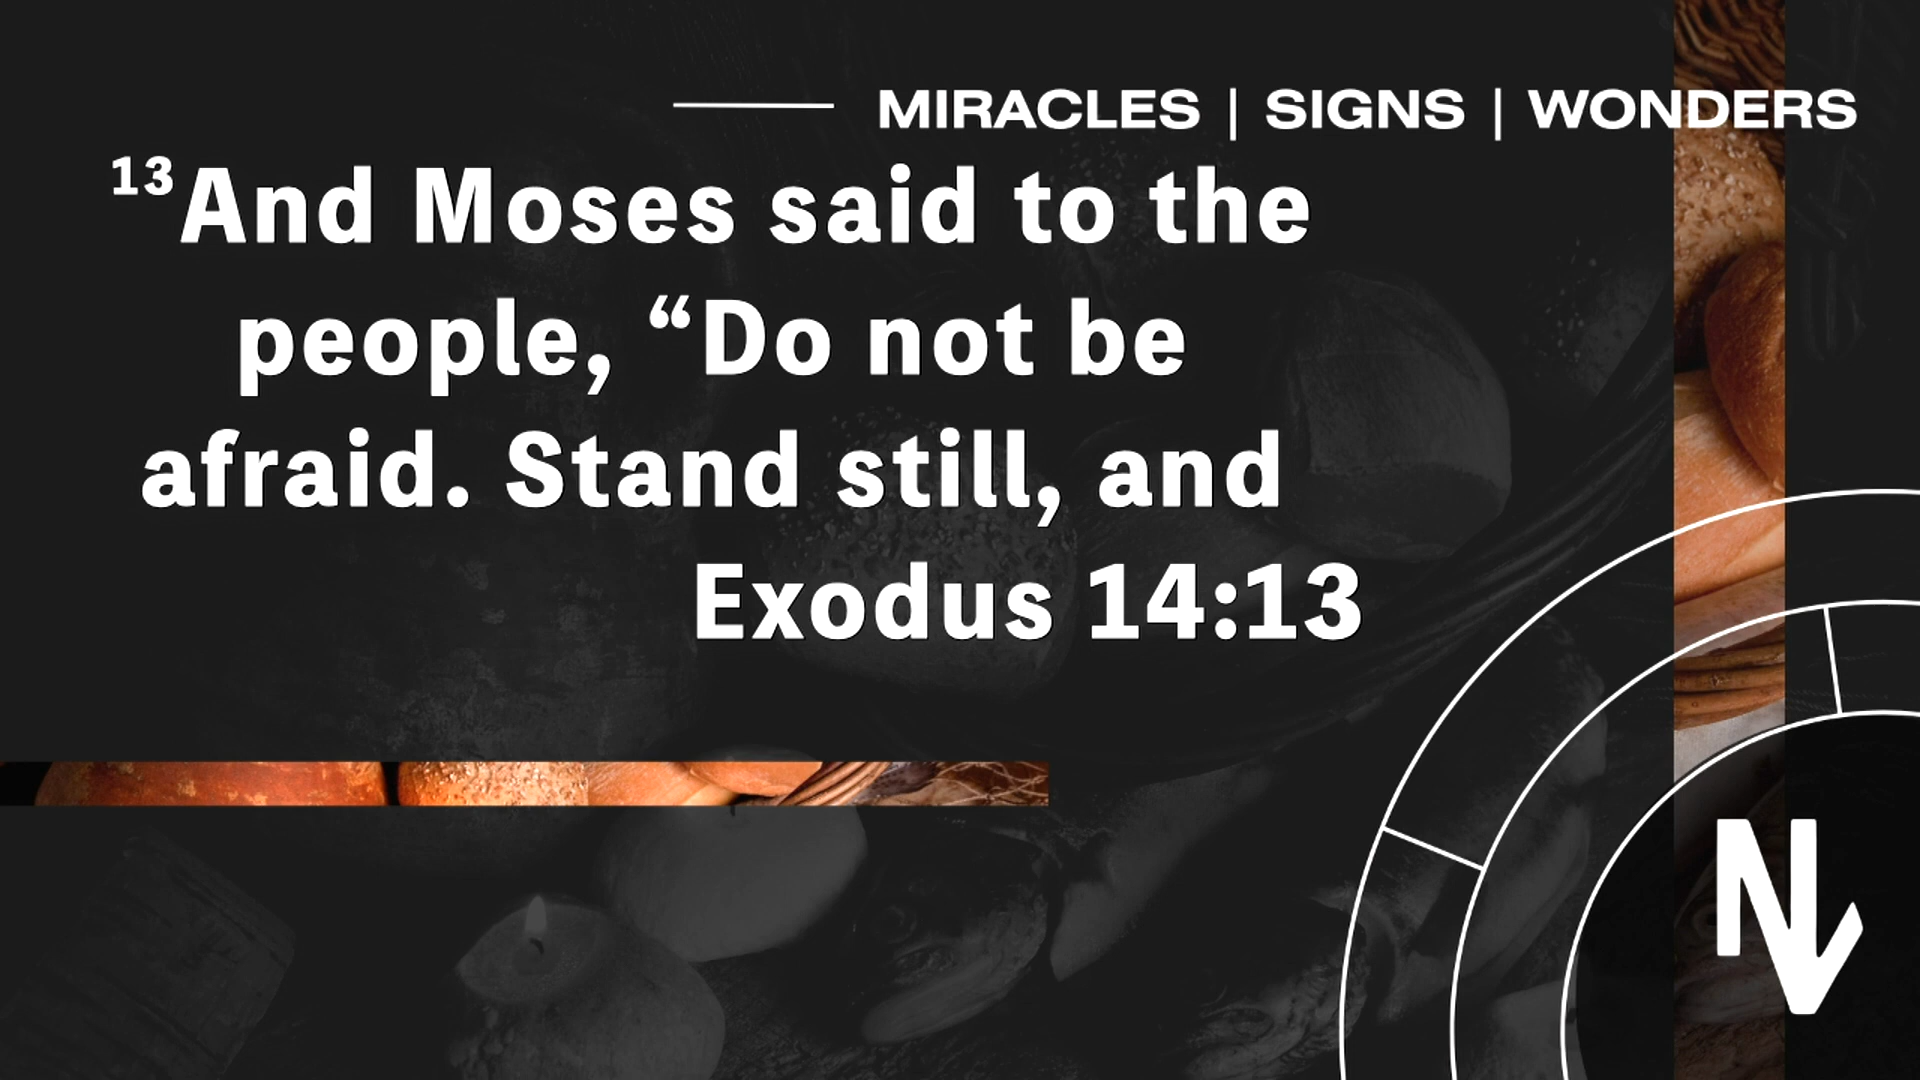 MIRACLES | SIGNS | WONDERS
¹³And Moses said to the
people, “Do not be
afraid. Stand still, and
Exodus 14:13
N